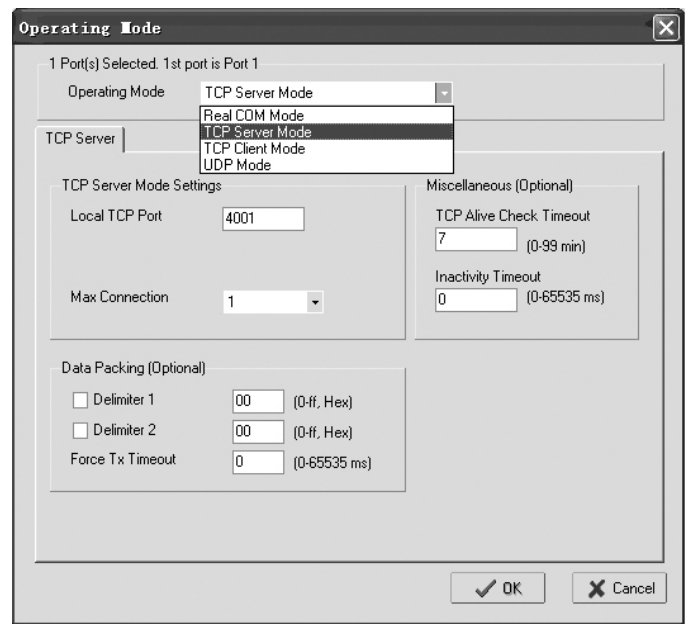 Operating Mode
1 Port(s) Selected. 1st port is Port 1
Operating Mode TCP Server Mode
Real COM Mode
TCP Server Mode
TCP Client Mode
UDP Mode
TCP Server
TCP Server Mode Settings
Local TCP Port 4001
Max Connection 1
Miscellaneous (Optional)
TCP Alive Check Timeout
7 (0-99 min)
Inactivity Timeout
0 (0-65535 ms)
Data Packing (Optional)
Delimiter 1 00 (0-ff, Hex)
Delimiter 2 00 (0-ff, Hex)
Force Tx Timeout 0 (0-65535 ms)
OK Cancel